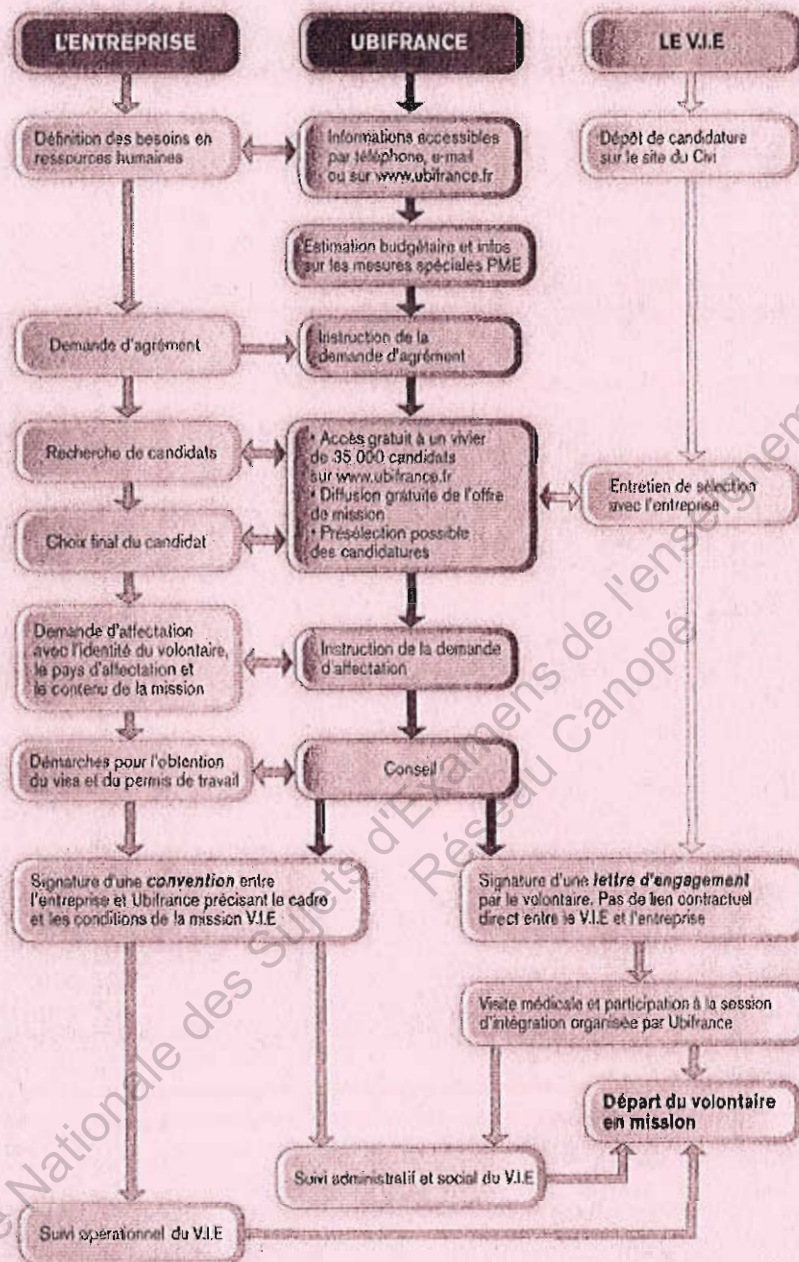 L'ENTREPRISE
UBIFRANCE
LE V.I.E
Définition des besoins en
ressources humaines
Informations accessibles
par téléphone, e-mail
ou sur www.ubifrance.fr
Dépôt de candidature
sur le site du Civi
Estimation budgétaire et infos
sur les mesures spéciales PME
Demande d'agrément
Instruction de la
demande d'agrément
Recherche de candidats
• Accès gratuit à un vivier
de 35 000 candidats
sur www.ubifrance.fr
• Diffusion gratuite de l'offre
de mission
• Présélection possible
des candidatures
Entretien de sélection
avec l'entreprise
Choix final du candidat
Demande d'affectation
avec l'identité du volontaire,
le pays d'affectation et
le contenu de la mission
Instruction de la demande
d'affectation
Démarches pour l'obtention
du visa et du permis de travail
Conseil
Signature d'une convention entre
l'entreprise et Ubifrance précisant le cadre
et les conditions de la mission V.I.E
Signature d'une lettre d'engagement
par le volontaire. Pas de lien contractuel
direct entre le V.I.E et l'entreprise
Visite médicale et participation à la session
d'intégration organisée par Ubifrance
Départ du volontaire
en mission
Suivi administratif et social du V.I.E
Suivi opérationnel du V.I.E
Nationale des Sujets d'Examens de l'enseignem
Réseau Canopé